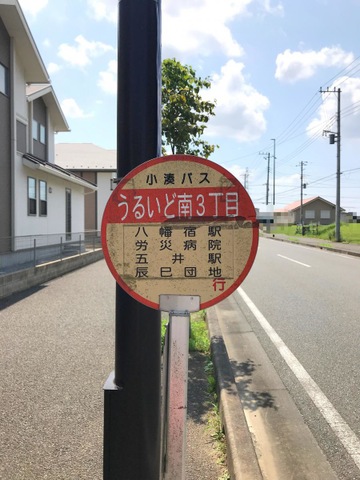 小湊バス
うるいど南3丁目
八幡宿駅
労災病院
五井駅
辰巳団地
行